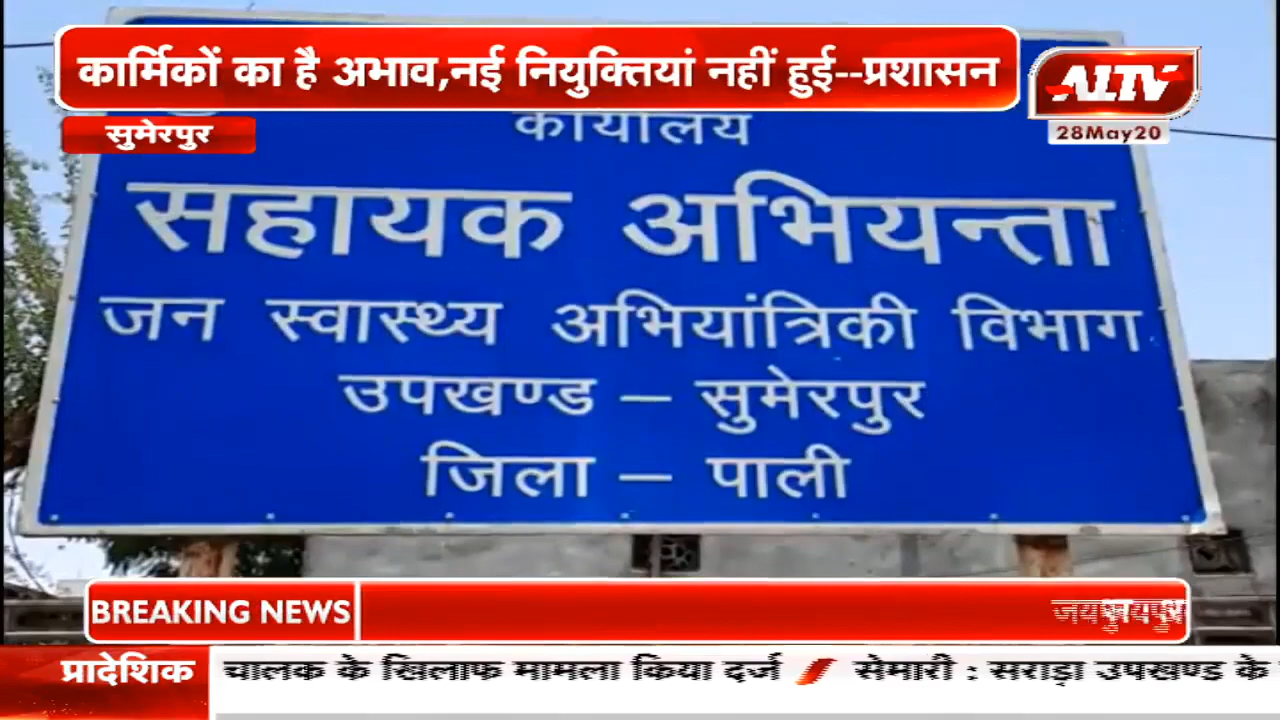 कार्मिकों का है अभाव,नई नियुक्तियां नहीं हुई--प्रशासन
ALTV
28May20
सुमेरपुर
कार्यालय
सहायक अभियन्ता
जन स्वास्थ्य अभियांत्रिकी विभाग
उपखण्ड – सुमेरपुर
जिला – पाली
BREAKING NEWS
प्रादेशिक
चालक के खिलाफ मामला किया दर्ज / सेमारी : सराड़ा उपखण्ड के